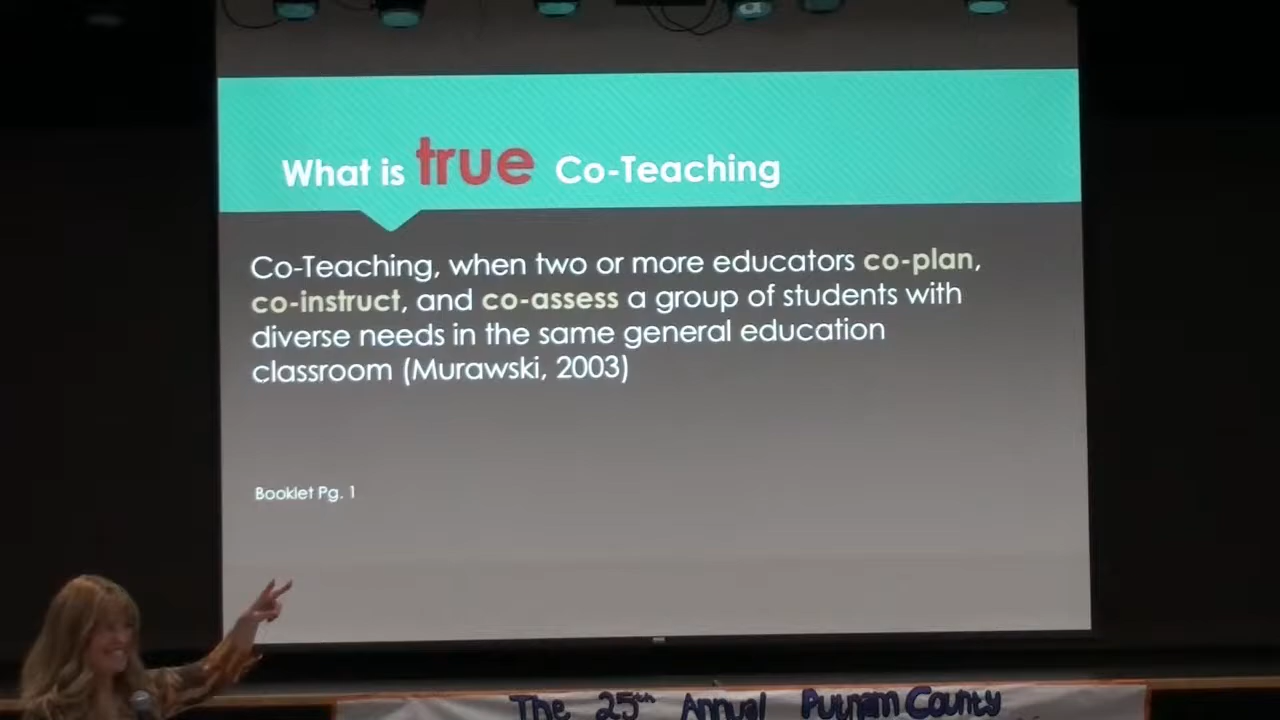 What is true Co-Teaching
Co-Teaching, when two or more educators co-plan,
co-instruct, and co-assess a group of students with
diverse needs in the same general education
classroom (Murawski, 2003)
Booklet Pg. 1
The 25th Annual Putnam County